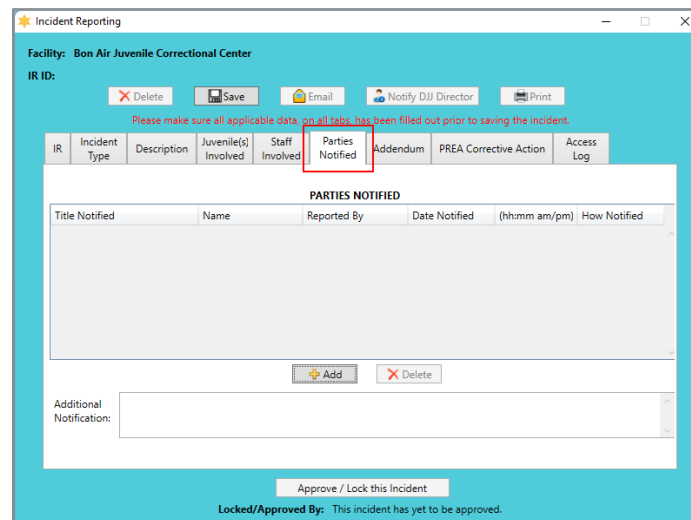 Incident Reporting
Facility: Bon Air Juvenile Correctional Center
IR ID:
Delete Save Email Notify DJJ Director Print
Please make sure all applicable data, on all tabs, has been filled out prior to saving the incident.
IR Incident Type Description Juvenile(s) Involved Staff Involved Parties Notified Addendum PREA Corrective Action Access Log
PARTIES NOTIFIED
Title Notified Name Reported By Date Notified (hh:mm am/pm) How Notified
Add Delete
Additional
Notification:
Approve / Lock this Incident
Locked/Approved By: This incident has yet to be approved.